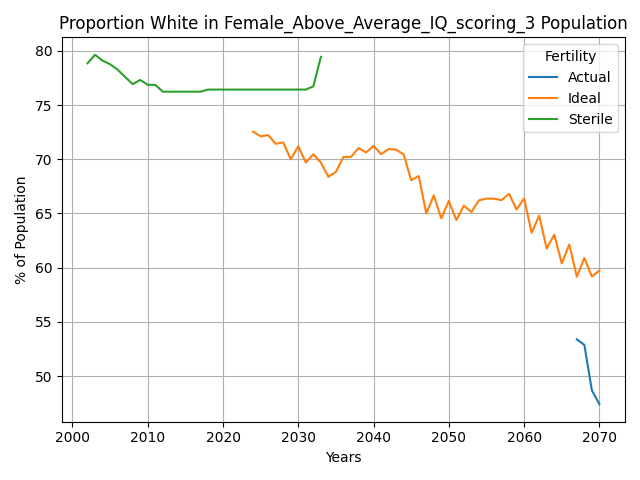 Proportion White in Female_Above_Average_IQ_scoring_3 Population
% of Population
80
75
70
65
60
55
50
Fertility
Actual
Ideal
Sterile
2000 2010 2020 2030 2040 2050 2060 2070
Years